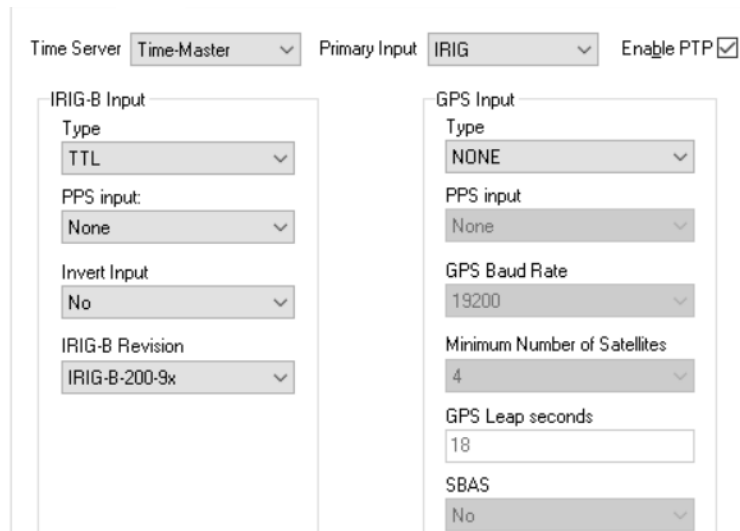 Time Server Time-Master Primary Input IRIG Enable PTP
IRIG-B Input
Type
TTL
PPS input:
None
Invert Input
No
IRIG-B Revision
IRIG-B-200-9x
GPS Input
Type
NONE
PPS input
None
GPS Baud Rate
19200
Minimum Number of Satellites
4
GPS Leap seconds
18
SBAS
No